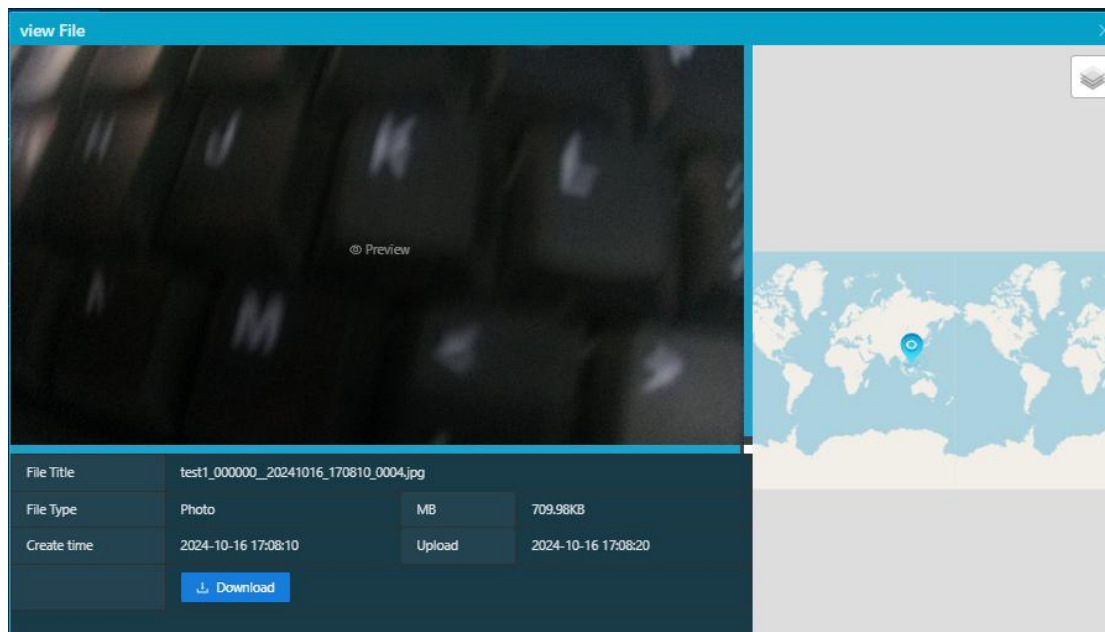 view File
H J K L
Preview
M < >
File Title test1_000000__20241016_170810_0004.jpg
File Type Photo MB 709.98KB
Create time 2024-10-16 17:08:10 Upload 2024-10-16 17:08:20
Download